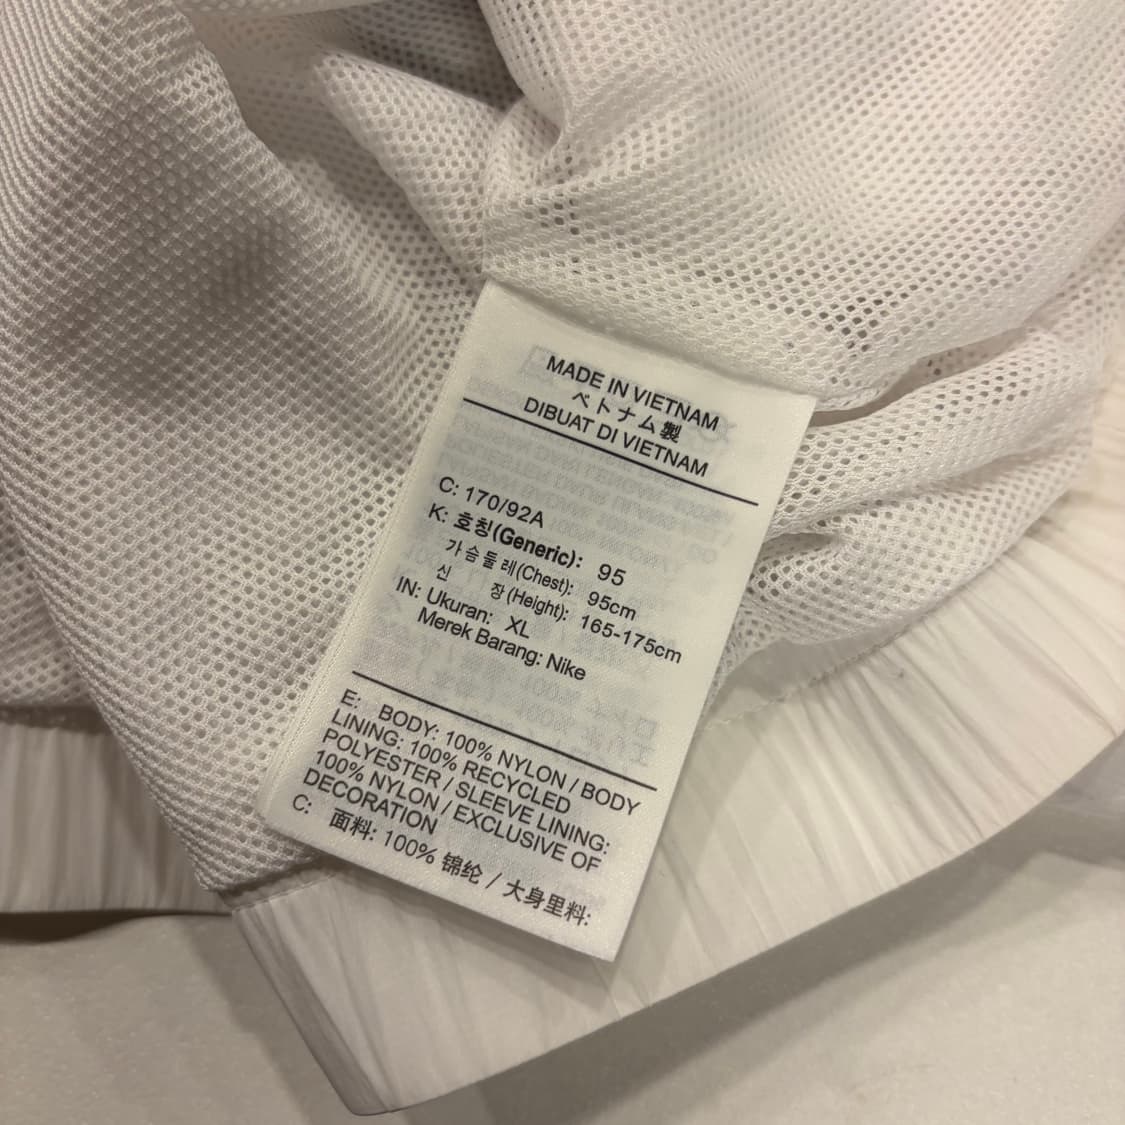 MADE IN VIETNAM
ベトナム製
DIBUAT DI VIETNAM
C: 170/92A
K: 호칭(Generic): 95
가슴둘레(Chest): 95cm
신 장(Height): 165-175cm
IN: Ukuran: XL
Merek Barang: Nike
E: BODY: 100% NYLON / BODY
LINING: 100% RECYCLED
POLYESTER / SLEEVE LINING:
100% NYLON / EXCLUSIVE OF
DECORATION
C: 面料: 100% 锦纶 / 大身里料: